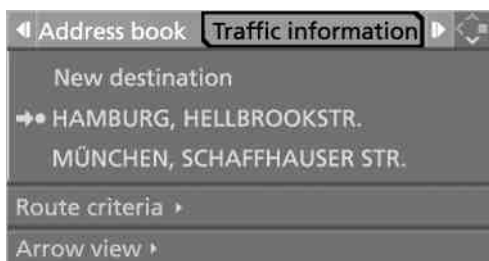 Address book Traffic information
New destination
HAMBURG, HELLBROOKSTR.
MÜNCHEN, SCHAFFHAUSER STR.
Route criteria
Arrow view